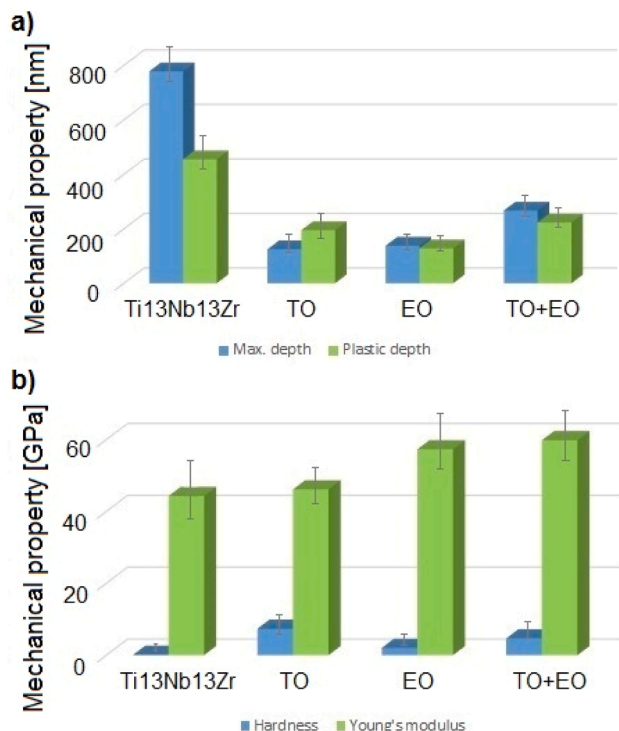 a)
Mechanical property [nm]
800
600
400
200
0
Ti13Nb13Zr TO EO TO+EO
Max. depth Plastic depth
b)
Mechanical property [GPa]
60
40
20
0
Ti13Nb13Zr TO EO TO+EO
Hardness Young's modulus